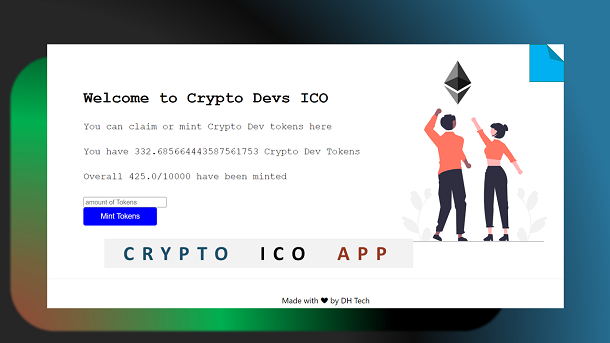 Welcome to Crypto Devs ICO
You can claim or mint Crypto Dev tokens here
You have 332.685664443587561753 Crypto Dev Tokens
Overall 425.0/10000 have been minted
amount of Tokens
Mint Tokens
CRYPTO ICO APP
Made with ❤ by DH Tech